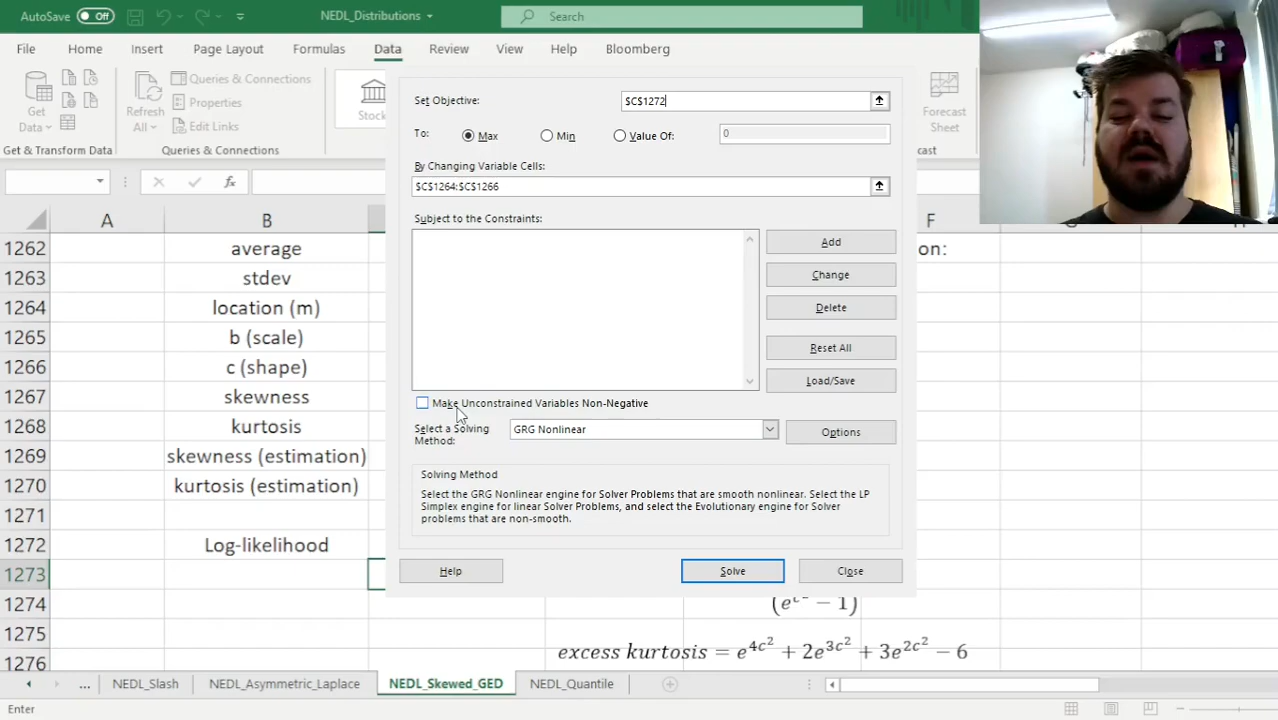 AutoSave Off NEDL_Distributions Search
File Home Insert Page Layout Formulas Data Review View Help Bloomberg
Get Data
Refresh All
Queries & Connections
Properties
Edit Links
Stock
Forecast Sheet
Get & Transform Data Queries & Connections cast
Set Objective: $C$1272
To: Max Min Value Of: 0
By Changing Variable Cells:
$C$1264:$C$1266
Subject to the Constraints:
Add
Change
Delete
Reset All
Load/Save
Make Unconstrained Variables Non-Negative
Select a Solving Method: GRG Nonlinear Options
Solving Method
Select the GRG Nonlinear engine for Solver Problems that are smooth nonlinear. Select the LP
Simplex engine for linear Solver Problems, and select the Evolutionary engine for Solver
problems that are non-smooth.
Help Solve Close
A B F
1262 average on:
1263 stdev
1264 location (m)
1265 b (scale)
1266 c (shape)
1267 skewness
1268 kurtosis
1269 skewness (estimation)
1270 kurtosis (estimation)
1271
1272 Log-likelihood
1273
1274
1275
1276 excess kurtosis = e^{4c²} + 2e^{3c²} + 3e^{2c²} − 6
... NEDL_Slash NEDL_Asymmetric_Laplace NEDL_Skewed_GED NEDL_Quantile
Enter